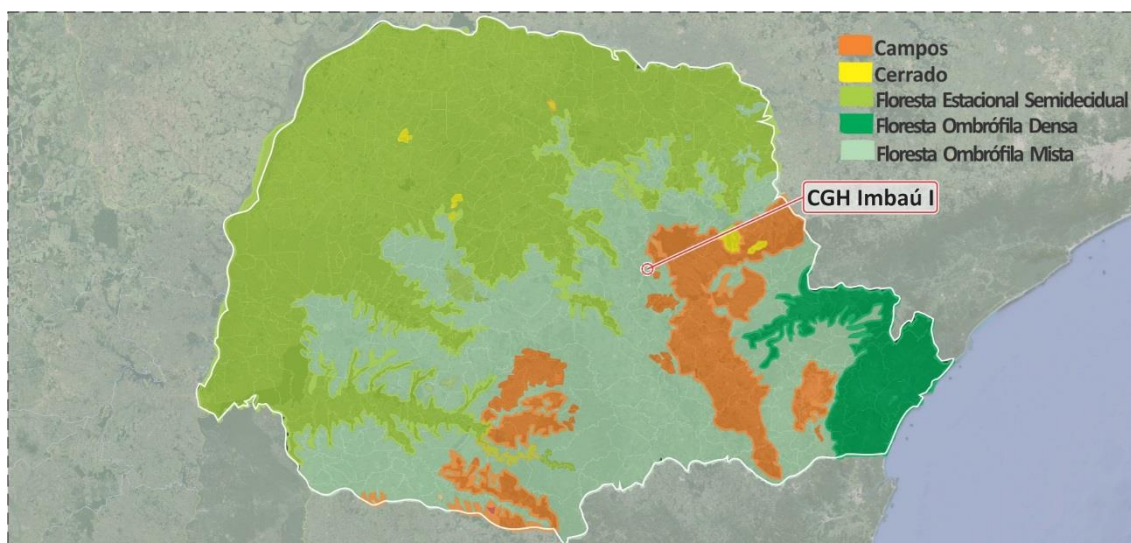 Campos
Cerrado
Floresta Estacional Semidecidual
Floresta Ombrófila Densa
Floresta Ombrófila Mista
CGH Imbaú I